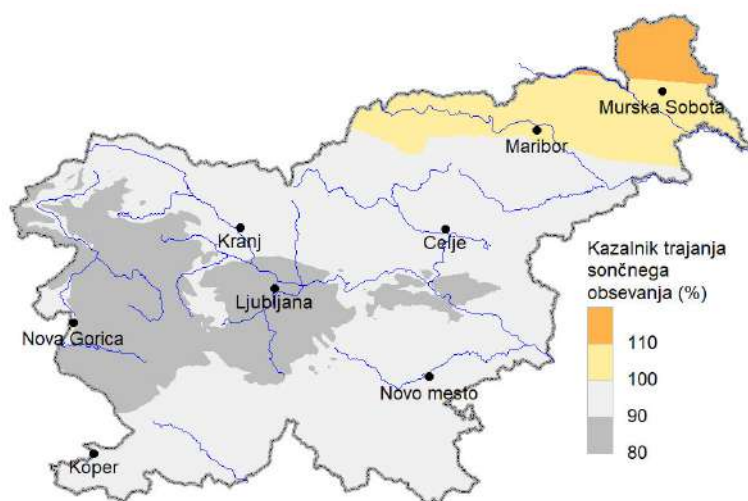 Murska Sobota
Maribor
Kranj
Celje
Ljubljana
Nova Gorica
Novo mesto
Koper
Kazalnik trajanja
sončnega
obsevanja (%)
110
100
90
80